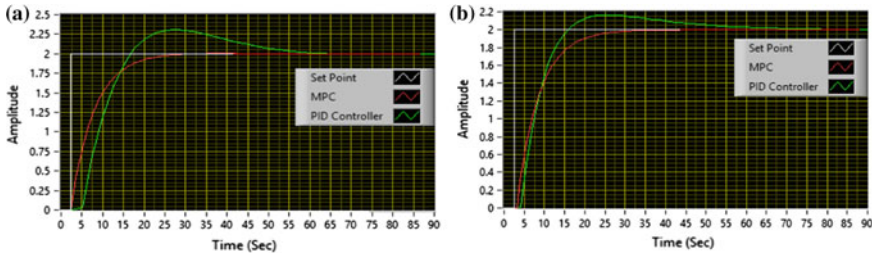 (a)
Amplitude
2.5
2.25
2
1.75
1.5
1.25
1
0.75
0.5
0.25
0
Set Point
MPC
PID Controller
0 5 10 15 20 25 30 35 40 45 50 55 60 65 70 75 80 85 90
Time (Sec)
(b)
Amplitude
2.2
2
1.8
1.6
1.4
1.2
1
0.8
0.6
0.4
0.2
0
Set Point
MPC
PID Controller
0 5 10 15 20 25 30 35 40 45 50 55 60 65 70 75 80 85 90
Time (Sec)